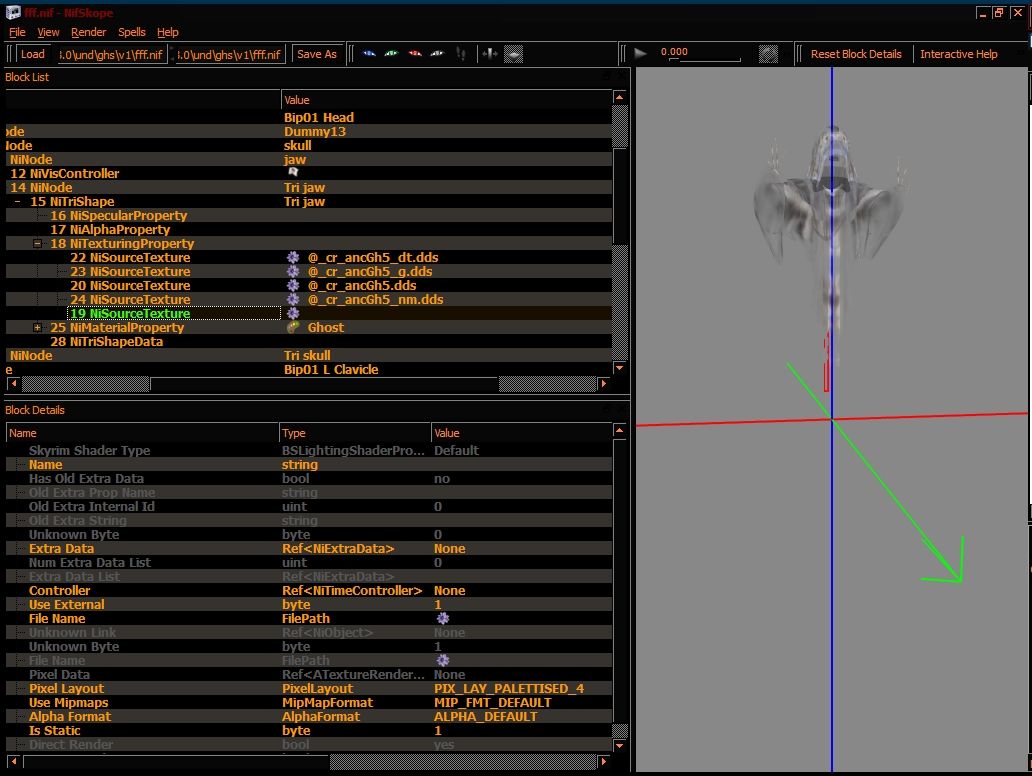 fff.nif - NifSkope
File View Render Spells Help
Load s.0\und\ghs\v1\fff.nif s.0\und\ghs\v1\fff.nif Save As 0.000 Reset Block Details Interactive Help
Block List
Value
Bip01 Head
ode Dummy13
Node skull
NiNode jaw
12 NiVisController
14 NiNode Tri jaw
15 NiTriShape Tri jaw
16 NiSpecularProperty
17 NiAlphaProperty
18 NiTexturingProperty
22 NiSourceTexture @_cr_ancGh5_dt.dds
23 NiSourceTexture @_cr_ancGh5_g.dds
20 NiSourceTexture @_cr_ancGh5.dds
24 NiSourceTexture @_cr_ancGh5_nm.dds
19 NiSourceTexture
25 NiMaterialProperty Ghost
28 NiTriShapeData
NiNode Tri skull
e Bip01 L Clavicle
Block Details
Name Type Value
Skyrim Shader Type BSLightingShaderPro... Default
Name string
Has Old Extra Data bool no
Old Extra Prop Name string
Old Extra Internal Id uint 0
Old Extra String string
Unknown Byte byte 0
Extra Data Ref<NiExtraData> None
Num Extra Data List uint 0
Extra Data List Ref<NiExtraData>
Controller Ref<NiTimeController> None
Use External byte 1
File Name FilePath
Unknown Link Ref<NiObject> None
Unknown Byte byte 1
File Name FilePath
Pixel Data Ref<ATextureRender... None
Pixel Layout PixelLayout PIX_LAY_PALETTISED_4
Use Mipmaps MipMapFormat MIP_FMT_DEFAULT
Alpha Format AlphaFormat ALPHA_DEFAULT
Is Static byte 1
Direct Render bool yes